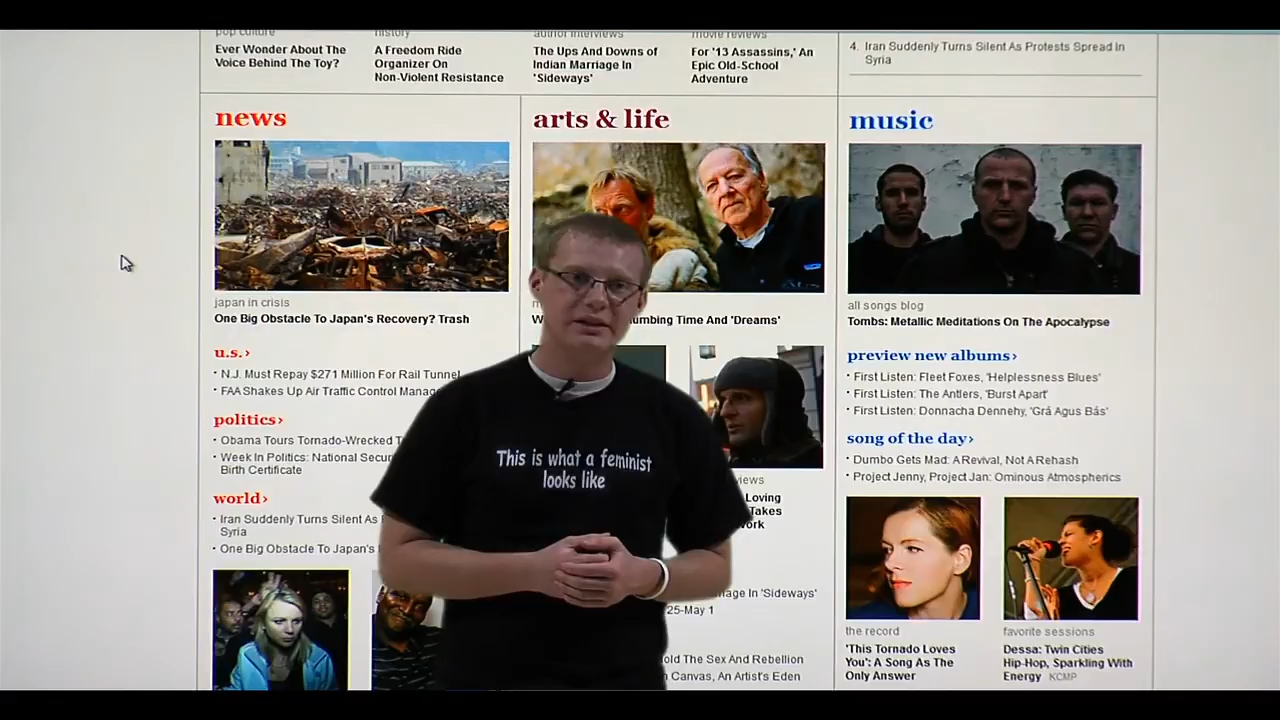 pop culture
Ever Wonder About The
Voice Behind The Toy?
history
A Freedom Ride
Organizer On
Non-Violent Resistance
author interviews
The Ups And Downs of
Indian Marriage In
'Sideways'
movie reviews
For '13 Assassins,' An
Epic Old-School
Adventure
4. Iran Suddenly Turns Silent As Protests Spread In
Syria
news
japan in crisis
One Big Obstacle To Japan's Recovery? Trash
u.s.›
· N.J. Must Repay $271 Million For Rail Tunnel
· FAA Shakes Up Air Traffic Control
politics›
· Obama Tours Tornado-Wrecked
· Week In Politics: National
Birth Certificate
world›
· Iran Suddenly Turns Silent As
Syria
· One Big Obstacle To Japan's
arts & life
Time And 'Dreams'
Loving
Takes
In 'Sideways'
25-May 1
The Sex And Rebellion
Canvas, An Artist's Eden
This is what a feminist
looks like
music
all songs blog
Tombs: Metallic Meditations On The Apocalypse
preview new albums›
· First Listen: Fleet Foxes, 'Helplessness Blues'
· First Listen: The Antlers, 'Burst Apart'
· First Listen: Donnacha Dennehy, 'Grá Agus Bás'
song of the day›
· Dumbo Gets Mad: A Revival, Not A Rehash
· Project Jenny, Project Jan: Ominous Atmospherics
the record
'This Tornado Loves
You': A Song As The
Only Answer
favorite sessions
Dessa: Twin Cities
Hip-Hop, Sparkling With
Energy KCMP